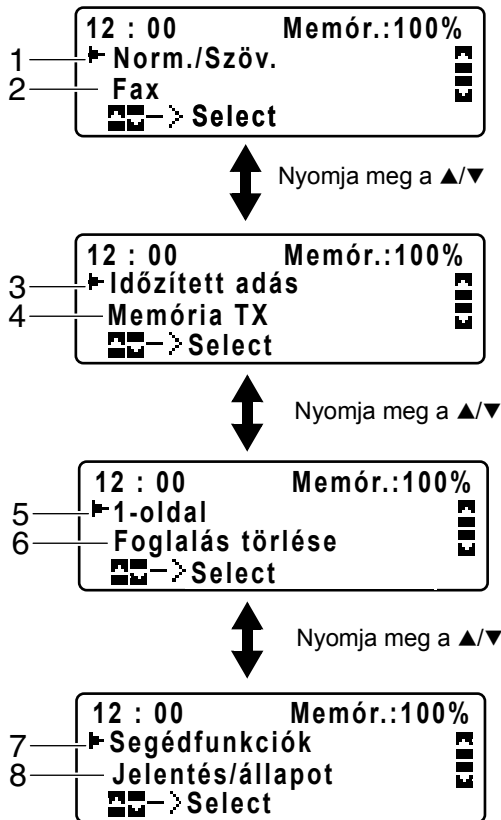 12 : 00 Memór.:100%
1 Norm./Szöv.
2 Fax
–> Select
Nyomja meg a ▲/▼
12 : 00 Memór.:100%
3 Időzített adás
4 Memória TX
–> Select
Nyomja meg a ▲/▼
12 : 00 Memór.:100%
5 1-oldal
6 Foglalás törlése
–> Select
Nyomja meg a ▲/▼
12 : 00 Memór.:100%
7 Segédfunkciók
8 Jelentés/állapot
–> Select